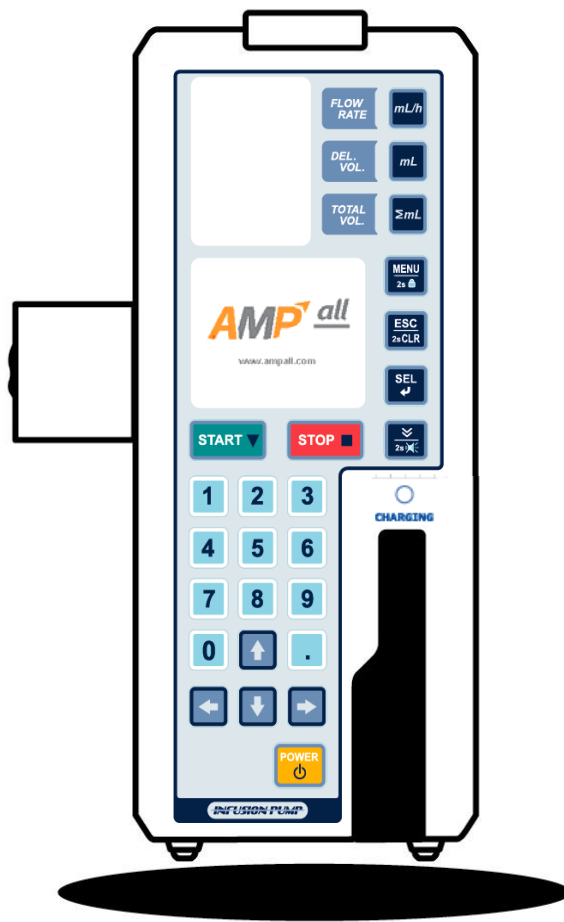 FLOW
RATE
mL/h
DEL.
VOL.
mL
TOTAL
VOL.
ΣmL
MENU
2s
AMP all
www.ampall.com
ESC
2s CLR
SEL
2s
START
STOP
CHARGING
1 2 3
4 5 6
7 8 9
0 .
POWER
INFUSION PUMP